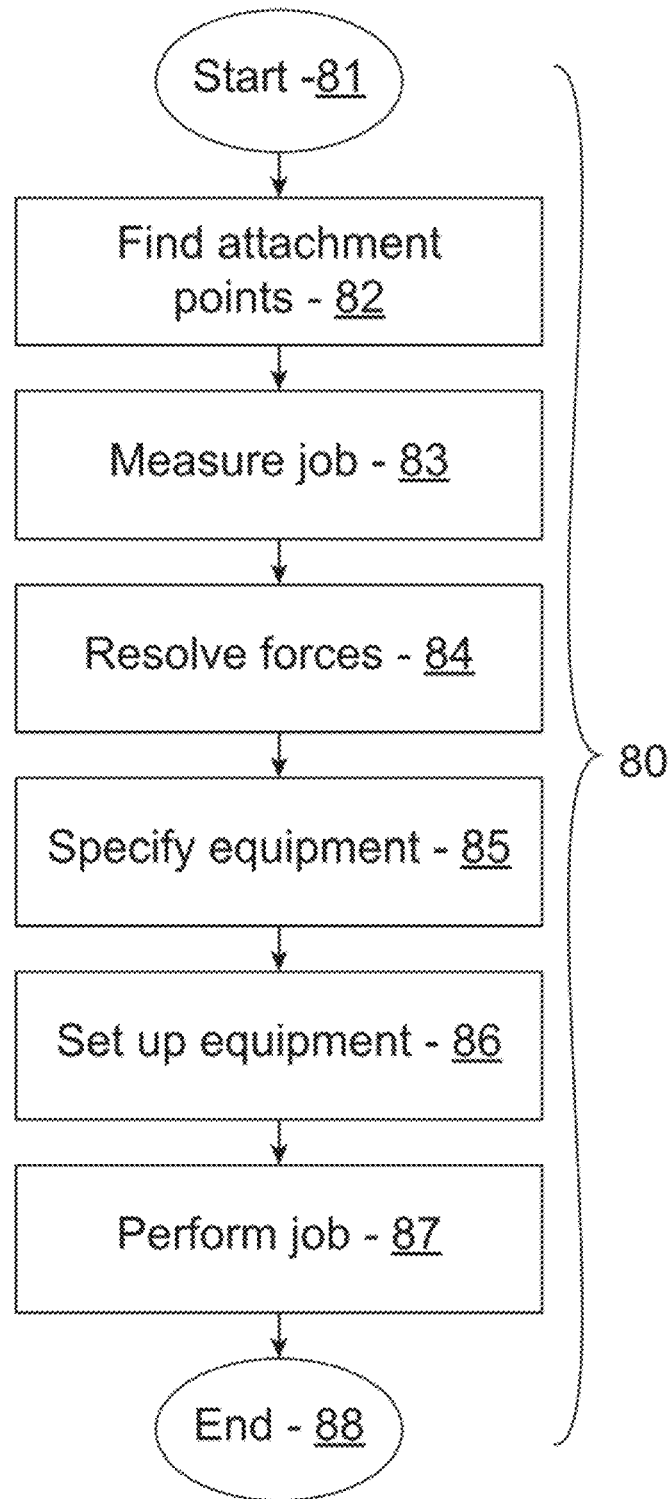 Start -81
Find attachment
points - 82
Measure job - 83
Resolve forces - 84
80
Specify equipment - 85
Set up equipment - 86
Perform job - 87
End - 88